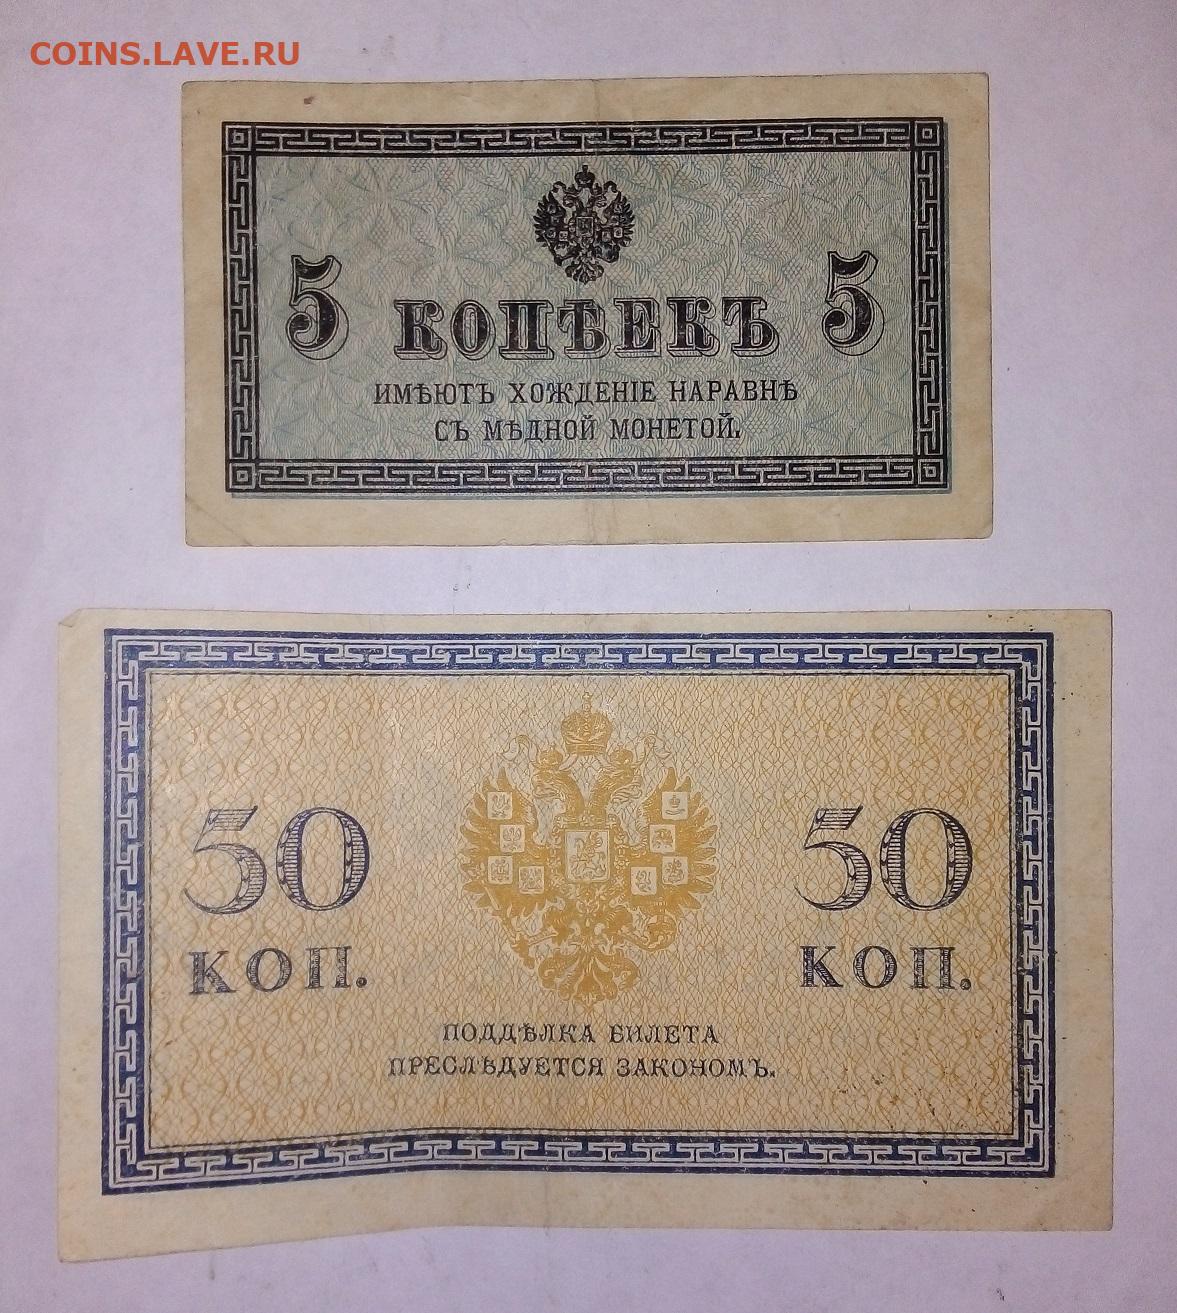 COINS.LAVE.RU
5 КОПѢЕКЪ 5
ИМѢЮТЪ ХОЖДЕНІЕ НАРАВНѢ
СЪ МѢДНОЙ МОНЕТОЙ.
50 50
КОП. КОП.
ПОДДѢЛКА БИЛЕТА
ПРЕСЛѢДУЕТСЯ ЗАКОНОМЪ.